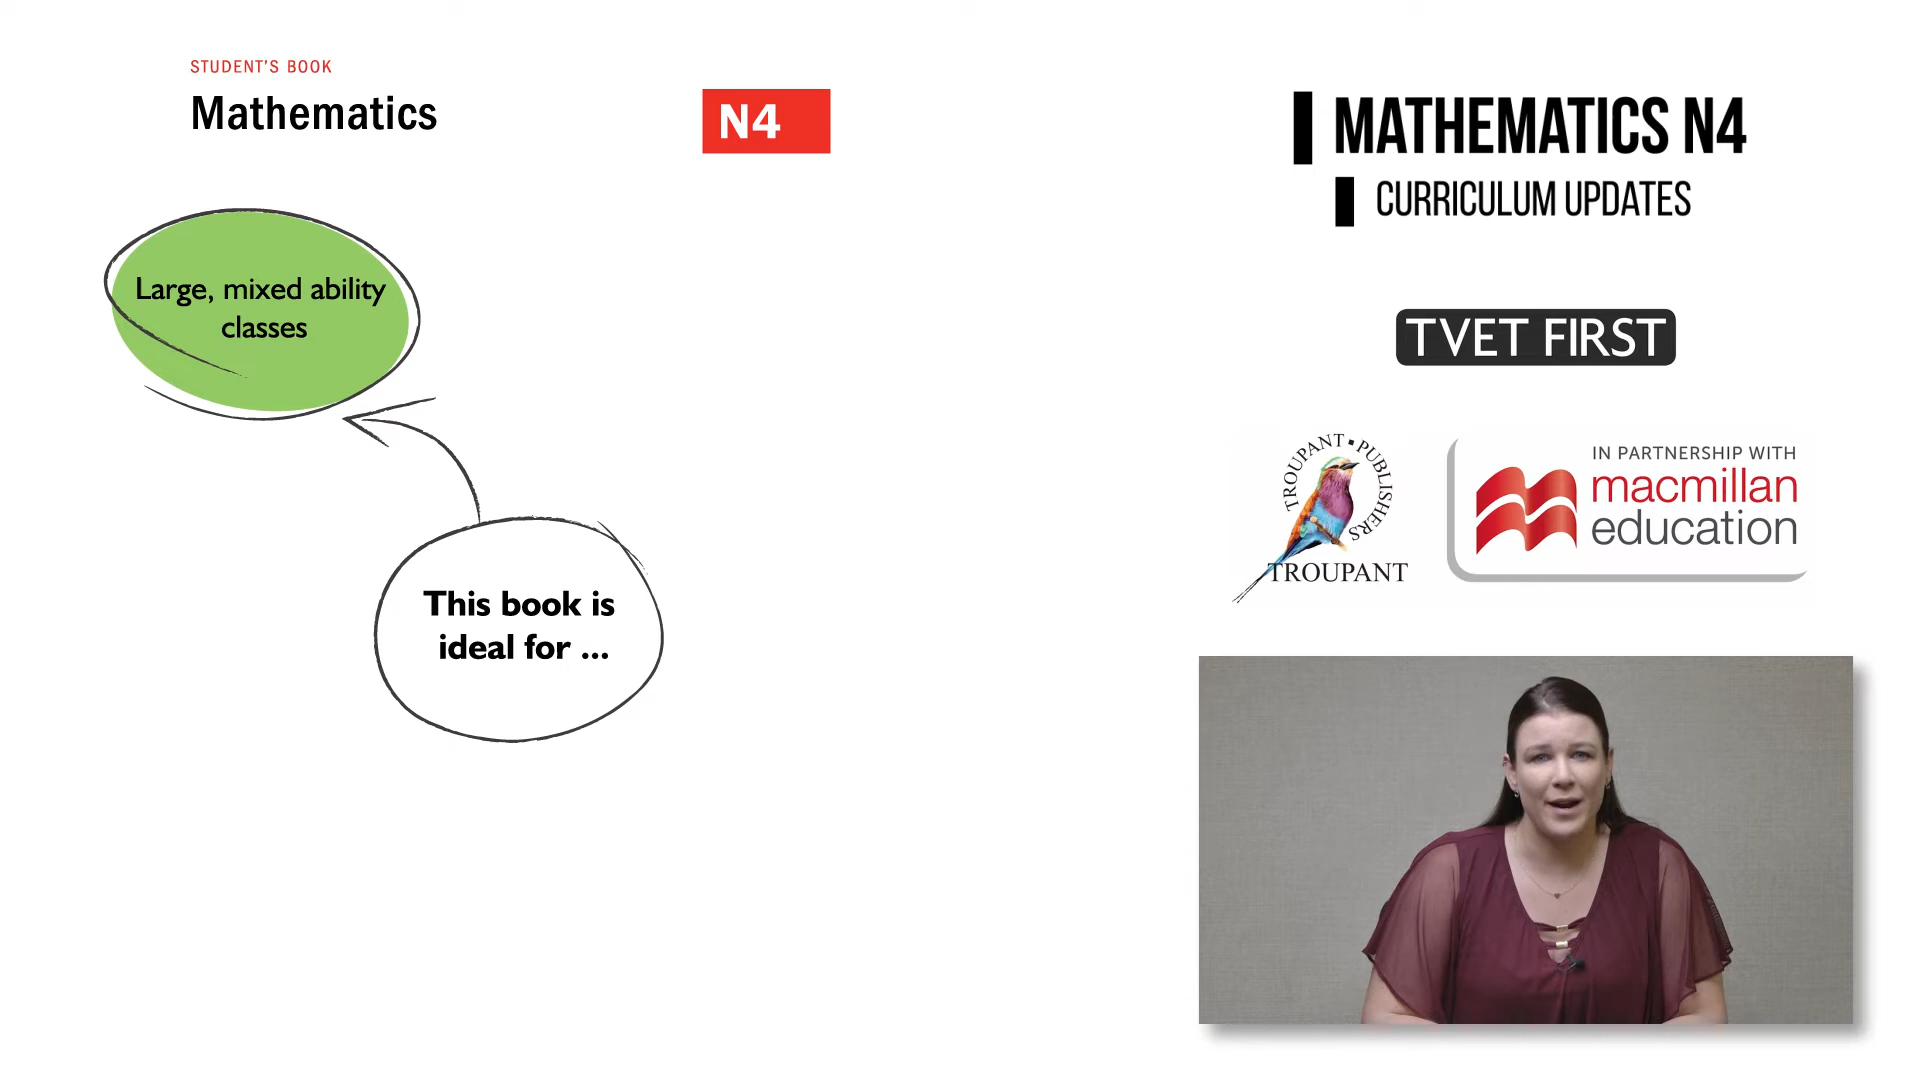 STUDENT'S BOOK
Mathematics
N4
Large, mixed ability
classes
This book is
ideal for ...
MATHEMATICS N4
CURRICULUM UPDATES
TVET FIRST
TROUPANT ▪ PUBLISHERS
TROUPANT
IN PARTNERSHIP WITH
macmillan
education